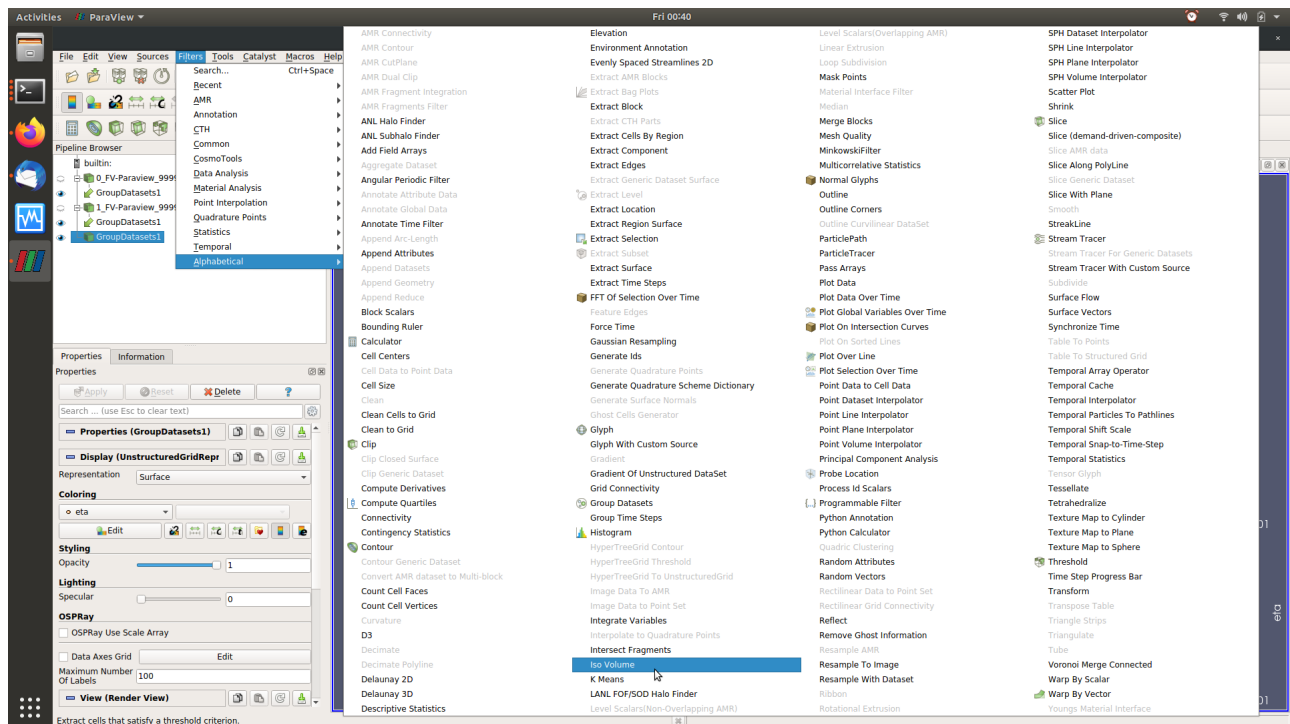 Activities
ParaView
Fri 00:40
File Edit View Sources Filters Tools Catalyst Macros Help
Search... Ctrl+Space
Recent
AMR
Annotation
CTH
Common
CosmoTools
Data Analysis
Material Analysis
Point Interpolation
Quadrature Points
Statistics
Temporal
Alphabetical
Pipeline Browser
builtin:
0_FV-Paraview_999
GroupDatasets1
1_FV-Paraview_999
GroupDatasets1
GroupDatasets1
Properties Information
Properties
Apply Reset Delete ?
Search ... (use Esc to clear text)
Properties (GroupDatasets1)
Display (UnstructuredGridRepr
Representation Surface
Coloring
eta
Edit
Styling
Opacity 1
Lighting
Specular 0
OSPRay
OSPRay Use Scale Array
Data Axes Grid Edit
Maximum Number Of Labels 100
View (Render View)
Extract cells that satisfy a threshold criterion.
AMR Connectivity
AMR Contour
AMR CutPlane
AMR Dual Clip
AMR Fragment Integration
AMR Fragments Filter
ANL Halo Finder
ANL Subhalo Finder
Add Field Arrays
Aggregate Dataset
Angular Periodic Filter
Annotate Attribute Data
Annotate Global Data
Annotate Time Filter
Append Arc-Length
Append Attributes
Append Datasets
Append Geometry
Append Reduce
Block Scalars
Bounding Ruler
Calculator
Cell Centers
Cell Data to Point Data
Cell Size
Clean
Clean Cells to Grid
Clean to Grid
Clip
Clip Closed Surface
Clip Generic Dataset
Compute Derivatives
Compute Quartiles
Connectivity
Contingency Statistics
Contour
Contour Generic Dataset
Convert AMR dataset to Multi-block
Count Cell Faces
Count Cell Vertices
Curvature
D3
Decimate
Decimate Polyline
Delaunay 2D
Delaunay 3D
Descriptive Statistics
Elevation
Environment Annotation
Evenly Spaced Streamlines 2D
Extract AMR Blocks
Extract Bag Plots
Extract Block
Extract CTH Parts
Extract Cells By Region
Extract Component
Extract Edges
Extract Generic Dataset Surface
Extract Level
Extract Location
Extract Region Surface
Extract Selection
Extract Subset
Extract Surface
Extract Time Steps
FFT Of Selection Over Time
Feature Edges
Force Time
Gaussian Resampling
Generate Ids
Generate Quadrature Points
Generate Quadrature Scheme Dictionary
Generate Surface Normals
Ghost Cells Generator
Glyph
Glyph With Custom Source
Gradient
Gradient Of Unstructured DataSet
Grid Connectivity
Group Datasets
Group Time Steps
Histogram
HyperTreeGrid Contour
HyperTreeGrid Threshold
HyperTreeGrid To UnstructuredGrid
Image Data To AMR
Image Data to Point Set
Integrate Variables
Interpolate to Quadrature Points
Intersect Fragments
Iso Volume
K Means
LANL FOF/SOD Halo Finder
Level Scalars(Non-Overlapping AMR)
Level Scalars(Overlapping AMR)
Linear Extrusion
Loop Subdivision
Mask Points
Material Interface Filter
Median
Merge Blocks
Mesh Quality
MinkowskiFilter
Multicorrelative Statistics
Normal Glyphs
Outline
Outline Corners
Outline Curvilinear DataSet
ParticlePath
ParticleTracer
Pass Arrays
Plot Data
Plot Data Over Time
Plot Global Variables Over Time
Plot On Intersection Curves
Plot On Sorted Lines
Plot Over Line
Plot Selection Over Time
Point Data to Cell Data
Point Dataset Interpolator
Point Line Interpolator
Point Plane Interpolator
Point Volume Interpolator
Principal Component Analysis
Probe Location
Process Id Scalars
Programmable Filter
Python Annotation
Python Calculator
Quadric Clustering
Random Attributes
Random Vectors
Rectilinear Data to Point Set
Rectilinear Grid Connectivity
Reflect
Remove Ghost Information
Resample AMR
Resample To Image
Resample With Dataset
Ribbon
Rotational Extrusion
SPH Dataset Interpolator
SPH Line Interpolator
SPH Plane Interpolator
SPH Volume Interpolator
Scatter Plot
Shrink
Slice
Slice (demand-driven-composite)
Slice AMR data
Slice Along PolyLine
Slice Generic Dataset
Slice With Plane
Smooth
StreakLine
Stream Tracer
Stream Tracer For Generic Datasets
Stream Tracer With Custom Source
Subdivide
Surface Flow
Surface Vectors
Synchronize Time
Table To Points
Table To Structured Grid
Temporal Array Operator
Temporal Cache
Temporal Interpolator
Temporal Particles To Pathlines
Temporal Shift Scale
Temporal Snap-to-Time-Step
Temporal Statistics
Tensor Glyph
Tessellate
Tetrahedralize
Texture Map to Cylinder
Texture Map to Plane
Texture Map to Sphere
Threshold
Time Step Progress Bar
Transform
Transpose Table
Triangle Strips
Triangulate
Tube
Voronoi Merge Connected
Warp By Scalar
Warp By Vector
Youngs Material Interface
01
eta
01